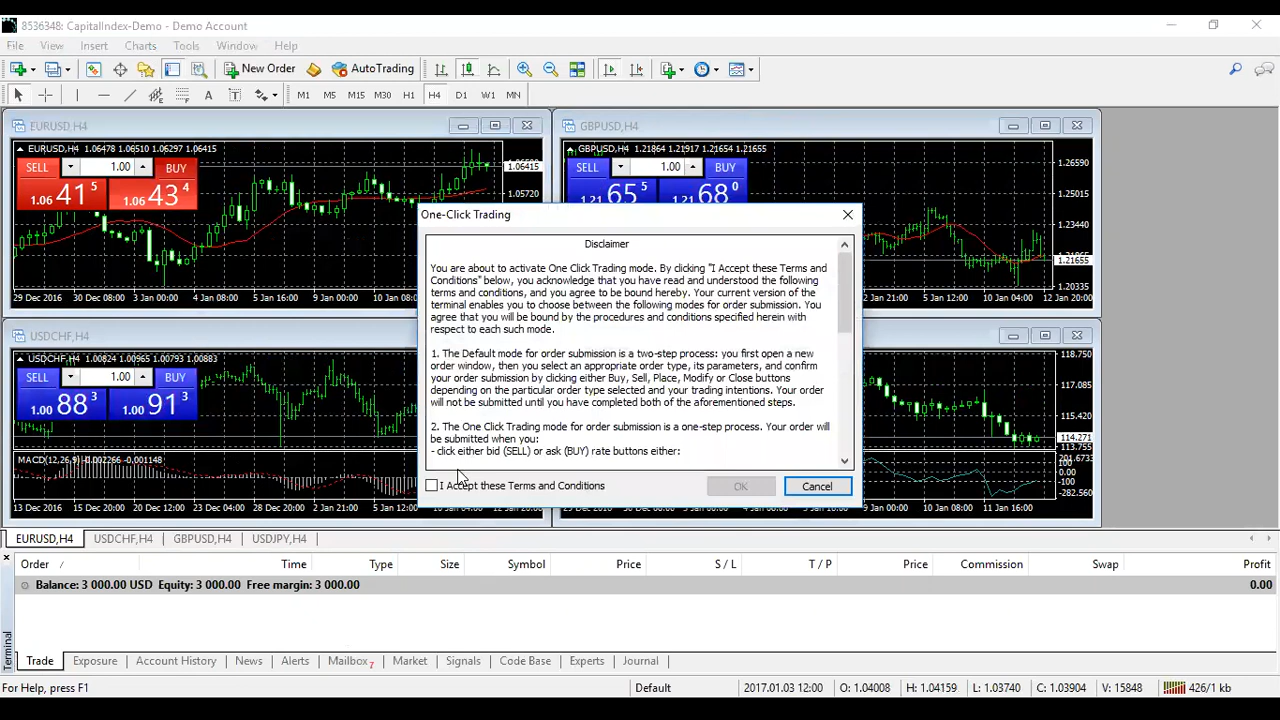 8536348: CapitalIndex-Demo - Demo Account
File View Insert Charts Tools Window Help
New Order AutoTrading
A T M1 M5 M15 M30 H1 H4 D1 W1 MN
EURUSD,H4
EURUSD,H4 1.06478 1.06510 1.06297 1.06415
SELL 1.00 BUY
1.06 41 5 1.06 43 4
1.06415
1.05720
29 Dec 2016 30 Dec 08:00 3 Jan 00:00 4 Jan 08:00 5 Jan 16:00 9 Jan 00:00
GBPUSD,H4
GBPUSD,H4 1.21864 1.21917 1.21654 1.21655
SELL 1.00 BUY
1.21 65 5 1.21 68 0
1.26590
1.25015
1.23440
1.21655
1.20335
2 Jan 21:00 5 Jan 12:00 10 Jan 04:00 12 Jan 20:00
USDCHF,H4
USDCHF,H4 1.00824 1.00965 1.00793 1.00883
SELL 1.00 BUY
1.00 88 3 1.00 91 3
MACD(12,26,9) -0.002266 -0.001148
13 Dec 2016 15 Dec 12:00 20 Dec 04:00 22 Dec 20:00 28 Dec 08:00 2 Jan 21:00 5 Jan 12:00
118.750
117.085
115.420
114.271
201.6733
100
0.00
-100
-282.560
5 Jan 00:00 6 Jan 16:00 10 Jan 08:00 11 Jan 16:00
One-Click Trading
Disclaimer
You are about to activate One Click Trading mode. By clicking "I Accept these Terms and
Conditions" below, you acknowledge that you have read and understood the following
terms and conditions, and you agree to be bound hereby. Your current version of the
terminal enables you to choose between the following modes for order submission. You
agree that you will be bound by the procedures and conditions specified herein with
respect to each such mode.
1. The Default mode for order submission is a two-step process: you first open a new
order window, then you select an appropriate order type, its parameters, and confirm
your order submission by clicking either Buy, Sell, Place, Modify or Close buttons
depending on the particular order type selected and your trading intentions. Your order
will not be submitted until you have completed both of the aforementioned steps.
2. The One Click Trading mode for order submission is a one-step process. Your order will
be submitted when you:
- click either bid (SELL) or ask (BUY) rate buttons either:
I Accept these Terms and Conditions OK Cancel
EURUSD,H4 USDCHF,H4 GBPUSD,H4 USDJPY,H4
Order / Time Type Size Symbol Price S / L T / P Price Commission Swap Profit
Balance: 3 000.00 USD Equity: 3 000.00 Free margin: 3 000.00 0.00
Terminal
Trade Exposure Account History News Alerts Mailbox 7 Market Signals Code Base Experts Journal
For Help, press F1 Default 2017.01.03 12:00 O: 1.04008 H: 1.04159 L: 1.03740 C: 1.03904 V: 15848 426/1 kb